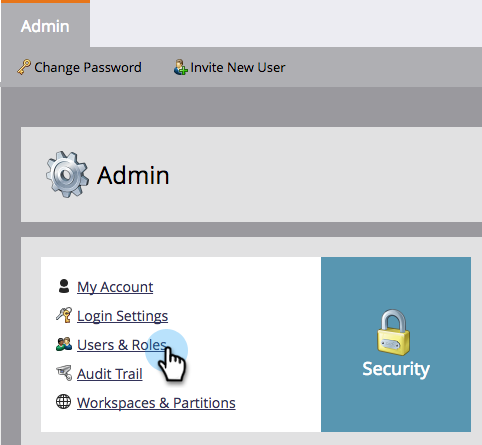 Admin
Change Password Invite New User
Admin
My Account
Login Settings
Users & Roles
Audit Trail
Workspaces & Partitions
Security